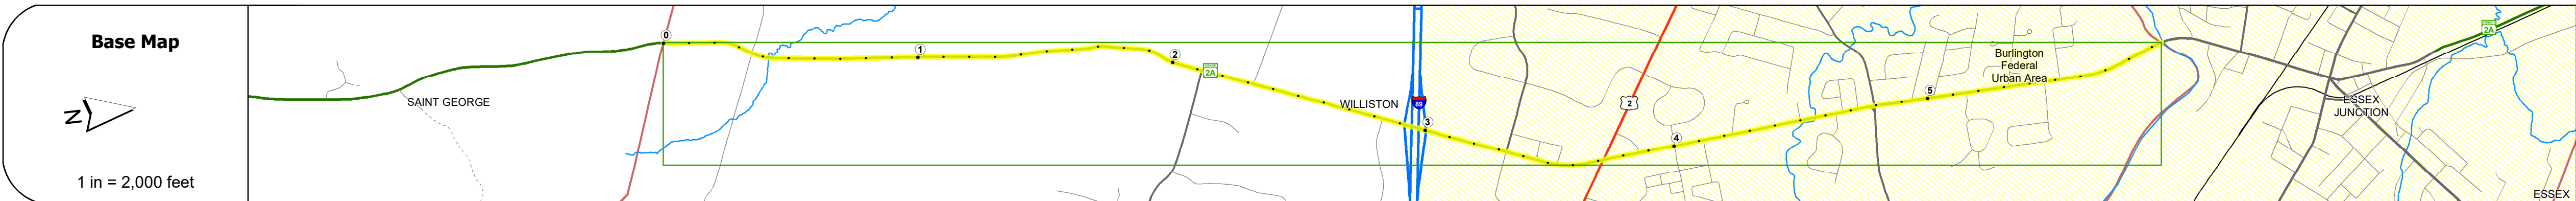 Base Map
N
1 in = 2,000 feet
SAINT GEORGE
0
1
2
2A
WILLISTON
89
3
2
4
5
Burlington
Federal
Urban Area
ESSEX
JUNCTION
2A
ESSEX